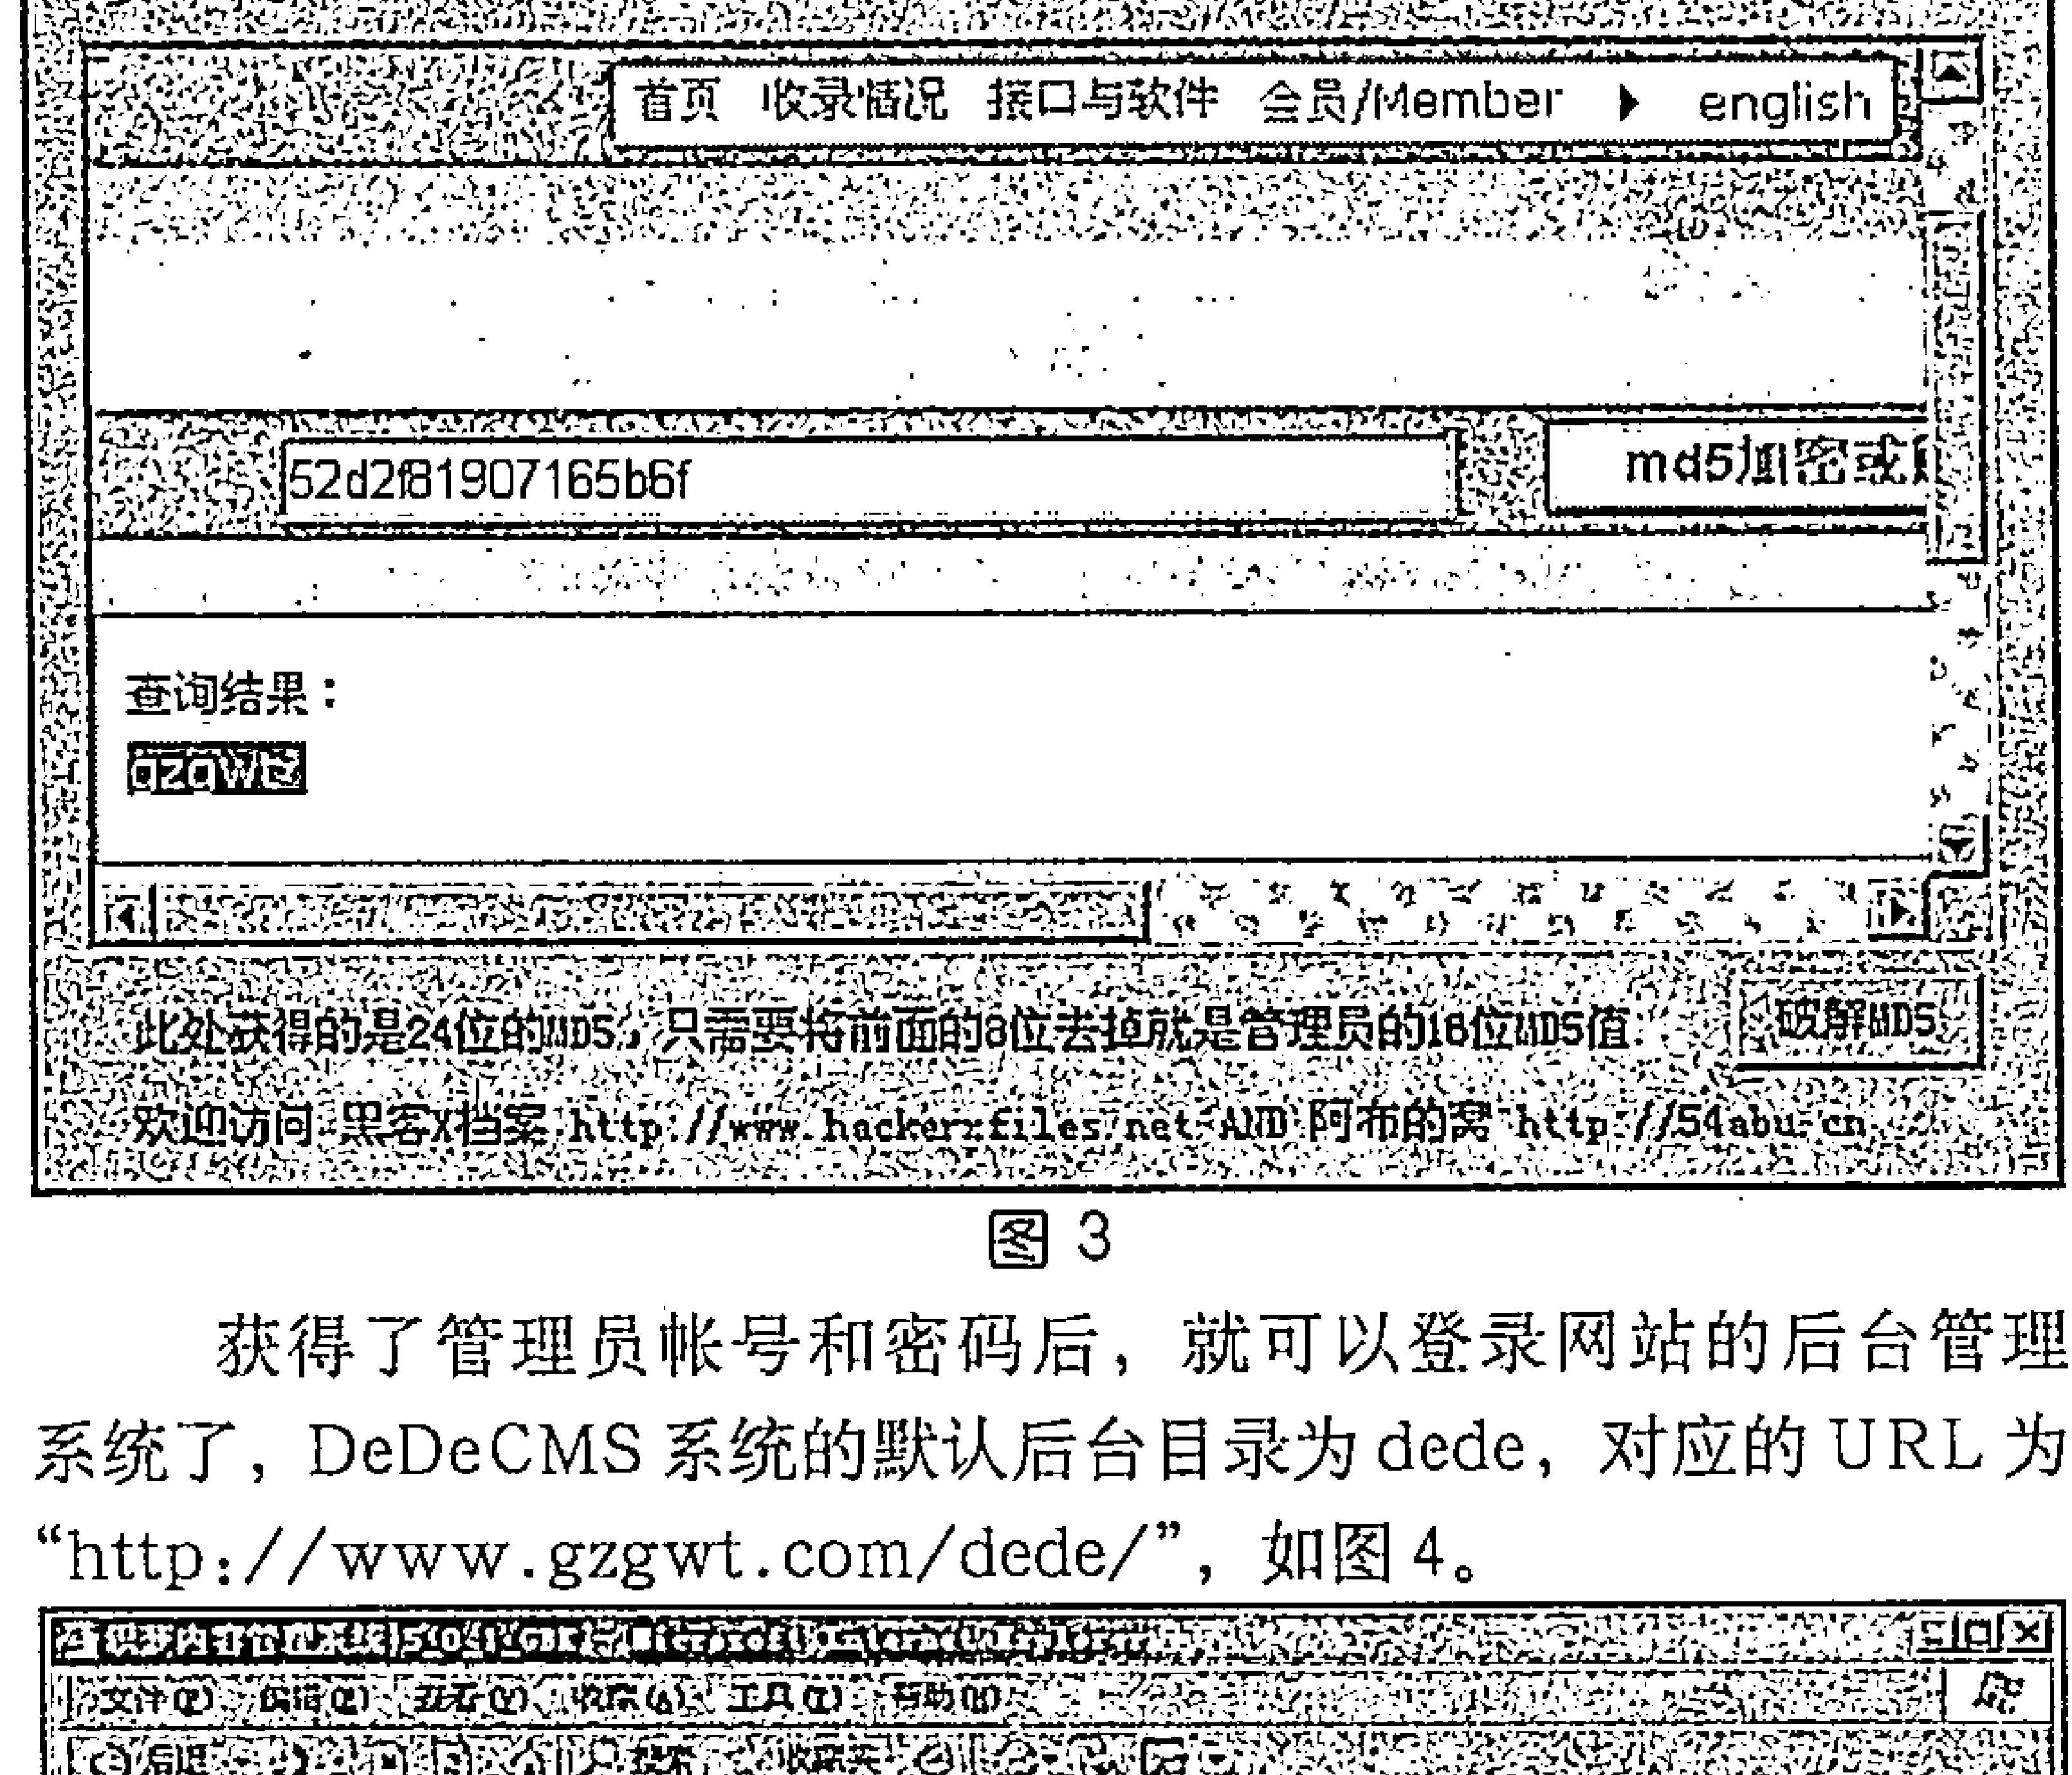 首页 收录情况 接口与软件 会员/Member ▶ english
52d2f81907165b6f md5加密或
查询结果：
gzgwt
此处获得的是24位的MD5，只需要将前面的8位去掉就是管理员的16位MD5值. 破解MD5
欢迎访问 黑客X档案 http://www.hackerxfiles.net AND 阿布的窝 http://54abu.cn
图 3
获得了管理员帐号和密码后，就可以登录网站的后台管理
系统了，DeDeCMS 系统的默认后台目录为 dede，对应的 URL 为
“http://www.gzgwt.com/dede/”，如图 4。
文件(F) 编辑(E) 查看(V) 收藏(A) 工具(T) 帮助(H)
后退 搜索 收藏夹